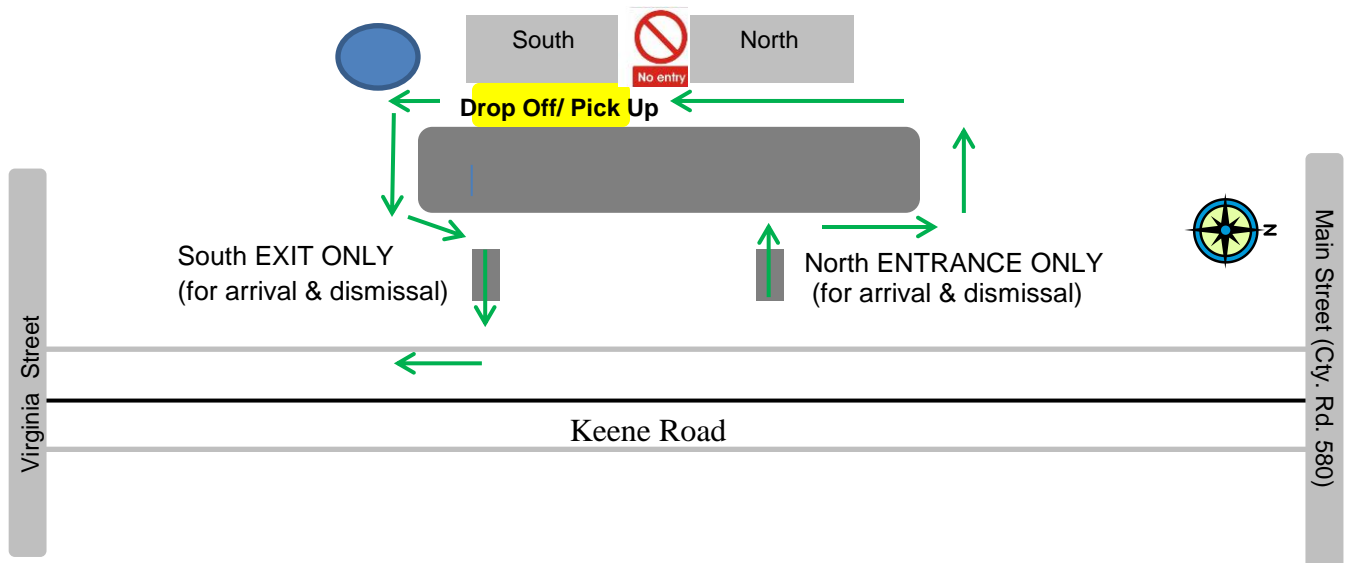 South
No entry
North
Drop Off/ Pick Up
South EXIT ONLY
(for arrival & dismissal)
North ENTRANCE ONLY
(for arrival & dismissal)
N
Virginia Street
Main Street (Cty. Rd. 580)
Keene Road